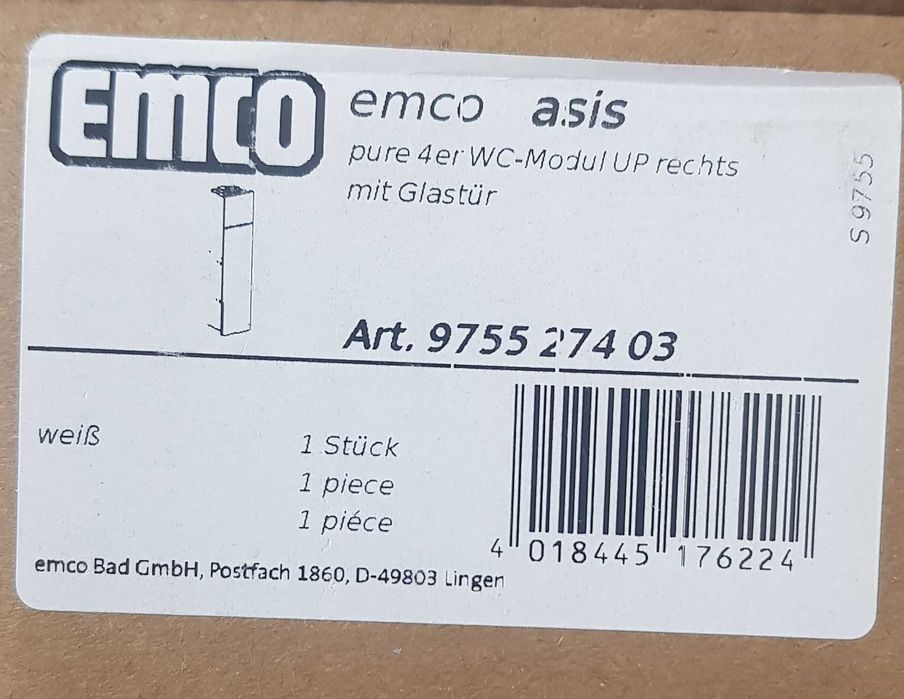 EMCO
emco asis
pure 4er WC-Modul UP rechts
mit Glastür
S 9755
Art. 9755 274 03
weiß
1 Stück
1 piece
1 piéce
4 018445 176224
emco Bad GmbH, Postfach 1860, D-49803 Lingen